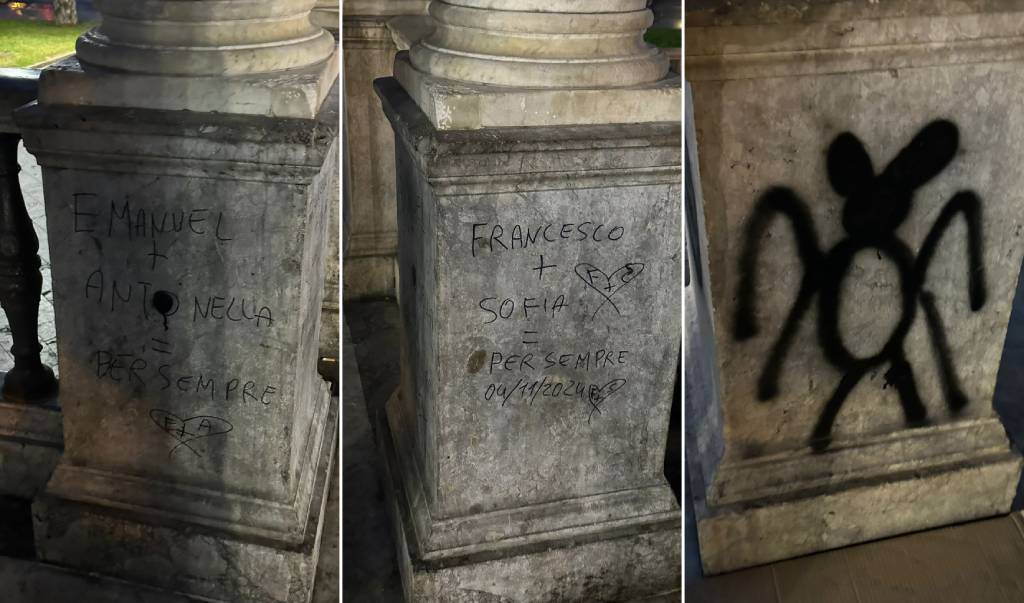 EMANUEL
+
ANTONELLA
=
PER SEMPRE
E+A
FRANCESCO
+
F+S
SOFIA
=
PER SEMPRE
04/11/2024